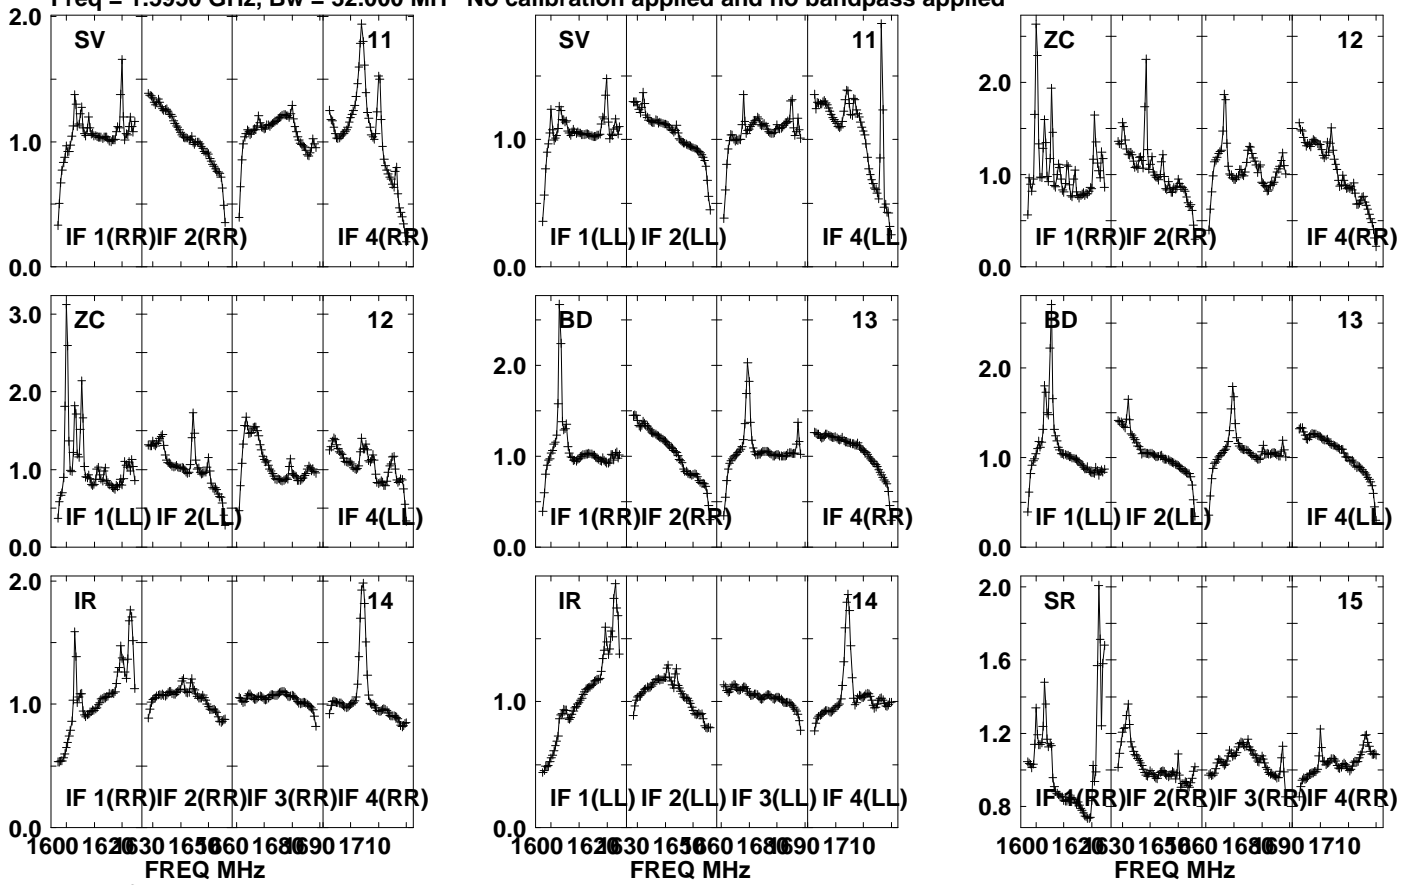 Freq = 1.5950 GHz, Bw = 32.000 MH No calibration applied and no bandpass applied
2.0 SV 11 SV 11 ZC 12
2.0
1.0 1.0 1.0
IF 1(RR) IF 2(RR) IF 4(RR) IF 1(LL) IF 2(LL) IF 4(LL) IF 1(RR) IF 2(RR) IF 4(RR)
0.0 0.0 0.0
3.0 ZC 12 BD 13 BD 13
2.0 2.0 2.0
1.0 1.0 1.0
IF 1(LL) IF 2(LL) IF 4(LL) IF 1(RR) IF 2(RR) IF 4(RR) IF 1(LL) IF 2(LL) IF 4(LL)
0.0 0.0 0.0
2.0 IR 14 IR 14 2.0 SR 15
1.6
1.0 1.0 1.2
IF 1(RR) IF 2(RR) IF 3(RR) IF 4(RR) IF 1(LL) IF 2(LL) IF 3(LL) IF 4(LL) 0.8 IF 1(RR) IF 2(RR) IF 3(RR) IF 4(RR)
0.0 0.0
1600 1620 1630 1650 1660 1680 1690 1710 1600 1620 1630 1650 1660 1680 1690 1710 1600 1620 1630 1650 1660 1680 1690 1710
FREQ MHz FREQ MHz FREQ MHz